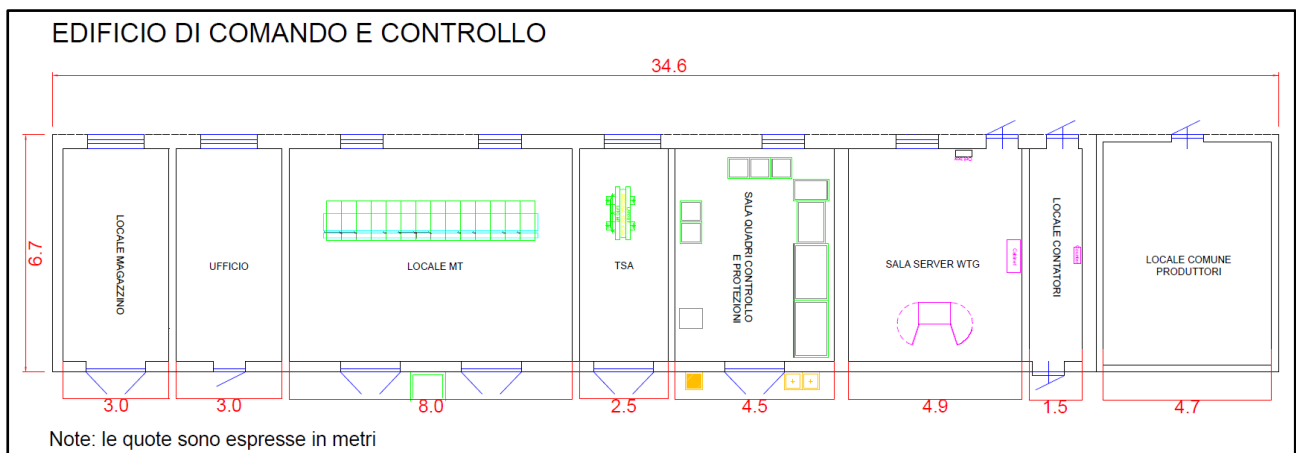 EDIFICIO DI COMANDO E CONTROLLO
34.6
6.7
LOCALE MAGAZZINO
UFFICIO
LOCALE MT
TSA
SALA QUADRI CONTROLLO
E PROTEZIONI
SALA SERVER WTG
Cabinet
LOCALE CONTATORI
LOCALE COMUNE
PRODUTTORI
3.0
3.0
8.0
2.5
4.5
4.9
1.5
4.7
Note: le quote sono espresse in metri